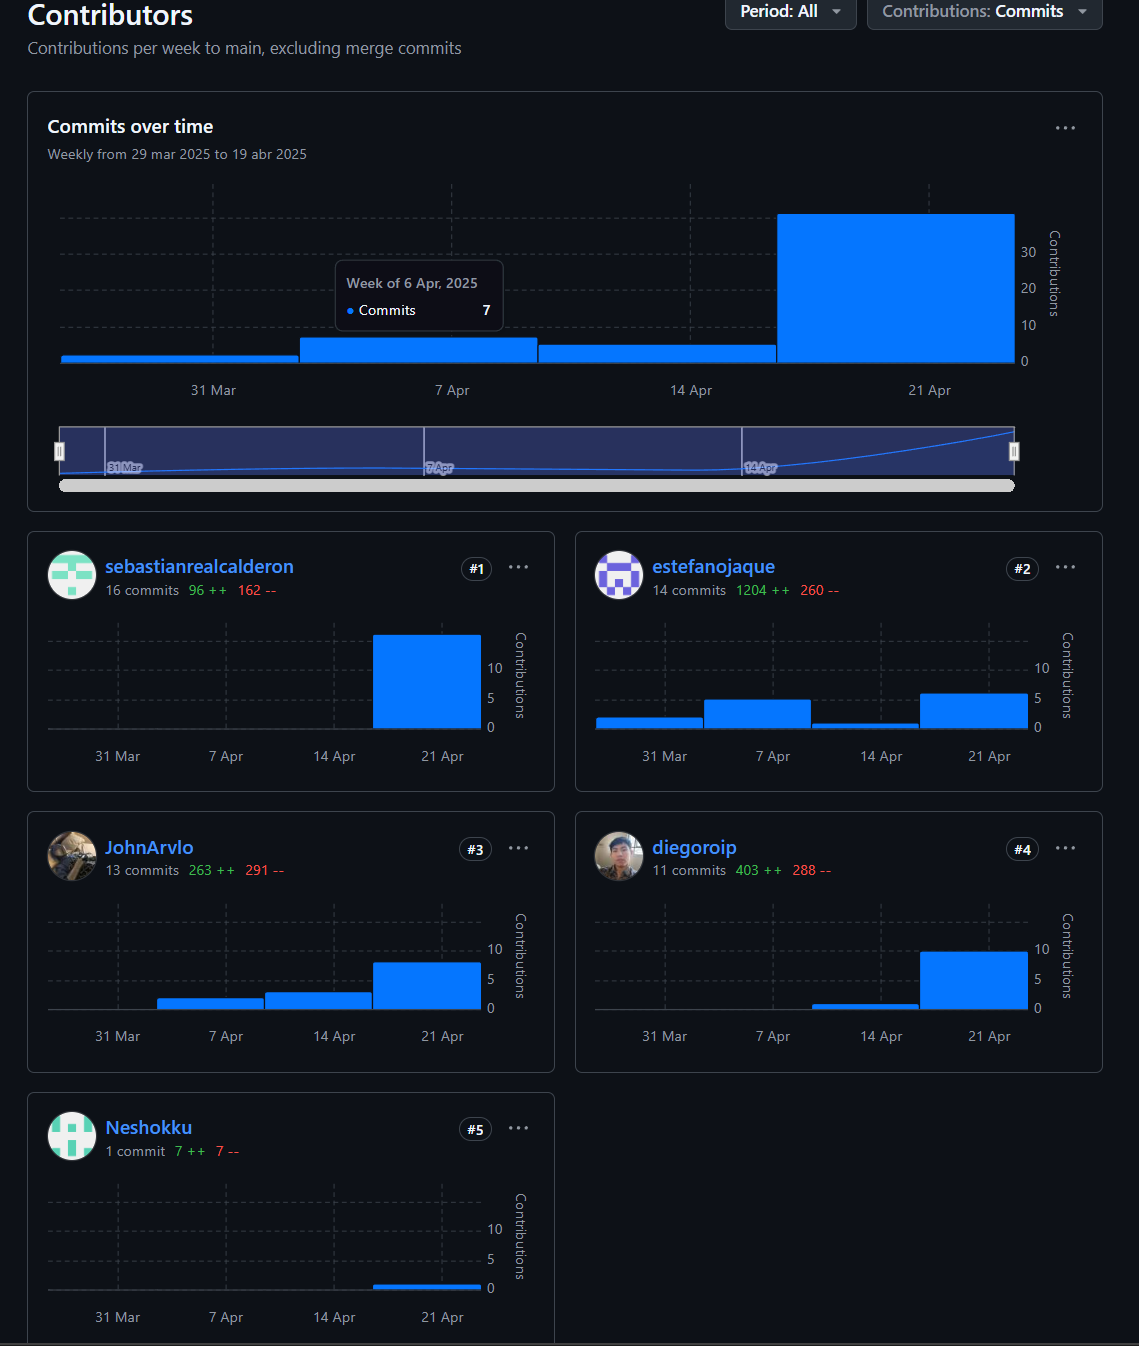 Contributors
Period: All
Contributions: Commits
Contributions per week to main, excluding merge commits
Commits over time
Weekly from 29 mar 2025 to 19 abr 2025
Week of 6 Apr, 2025
Commits 7
30
20
10
0
Contributions
31 Mar 7 Apr 14 Apr 21 Apr
31 Mar 7 Apr 14 Apr
sebastianrealcalderon #1
16 commits 96 ++ 162 --
10
5
0
Contributions
31 Mar 7 Apr 14 Apr 21 Apr
estefanojaque #2
14 commits 1204 ++ 260 --
10
5
0
Contributions
31 Mar 7 Apr 14 Apr 21 Apr
JohnArvlo #3
13 commits 263 ++ 291 --
10
5
0
Contributions
31 Mar 7 Apr 14 Apr 21 Apr
diegoroip #4
11 commits 403 ++ 288 --
10
5
0
Contributions
31 Mar 7 Apr 14 Apr 21 Apr
Neshokku #5
1 commit 7 ++ 7 --
10
5
0
Contributions
31 Mar 7 Apr 14 Apr 21 Apr